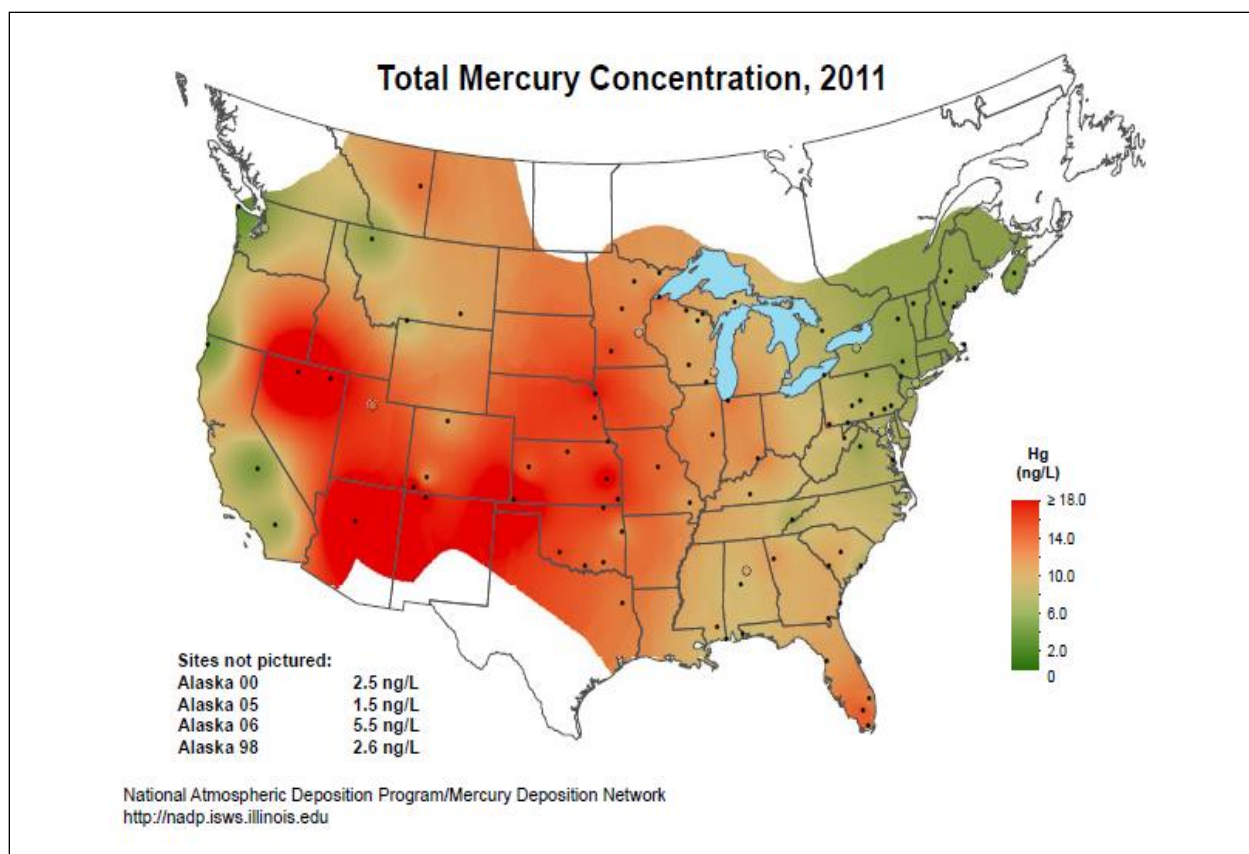 Total Mercury Concentration, 2011
Hg
(ng/L)
≥ 18.0
14.0
10.0
6.0
2.0
0
Sites not pictured:
Alaska 00 2.5 ng/L
Alaska 05 1.5 ng/L
Alaska 06 5.5 ng/L
Alaska 98 2.6 ng/L
National Atmospheric Deposition Program/Mercury Deposition Network
http://nadp.isws.illinois.edu